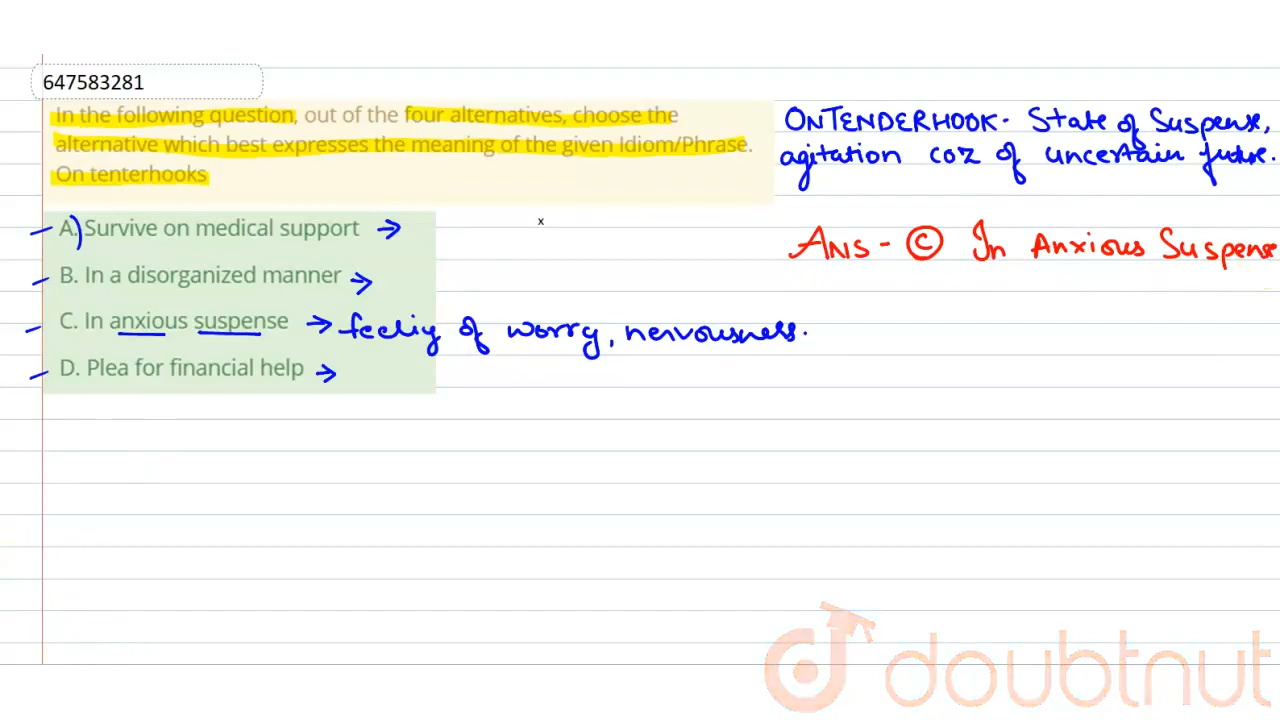 647583281
In the following question, out of the four alternatives, choose the
alternative which best expresses the meaning of the given Idiom/Phrase.
On tenterhooks
A.) Survive on medical support →
B. In a disorganized manner →
C. In anxious suspense → feeling of worry, nervousness.
D. Plea for financial help →
ONTENDERHOOK - State of Suspense,
agitation coz of uncertain future.
ANS - © In Anxious Suspense
x
doubtnut